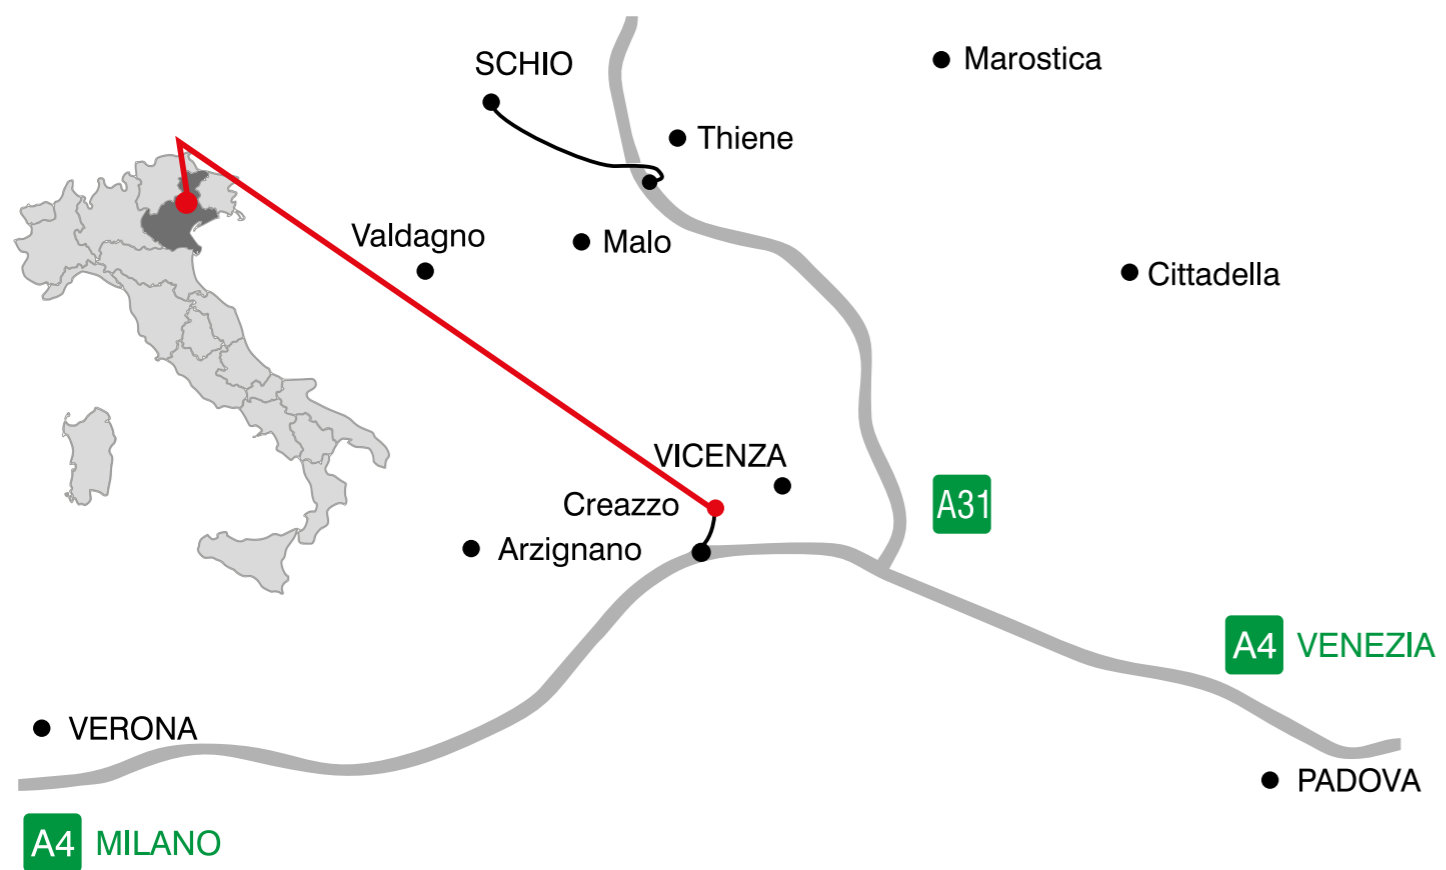 SCHIO
Marostica
Thiene
Valdagno
Malo
Cittadella
VICENZA
Creazzo
A31
Arzignano
A4 VENEZIA
VERONA
PADOVA
A4 MILANO